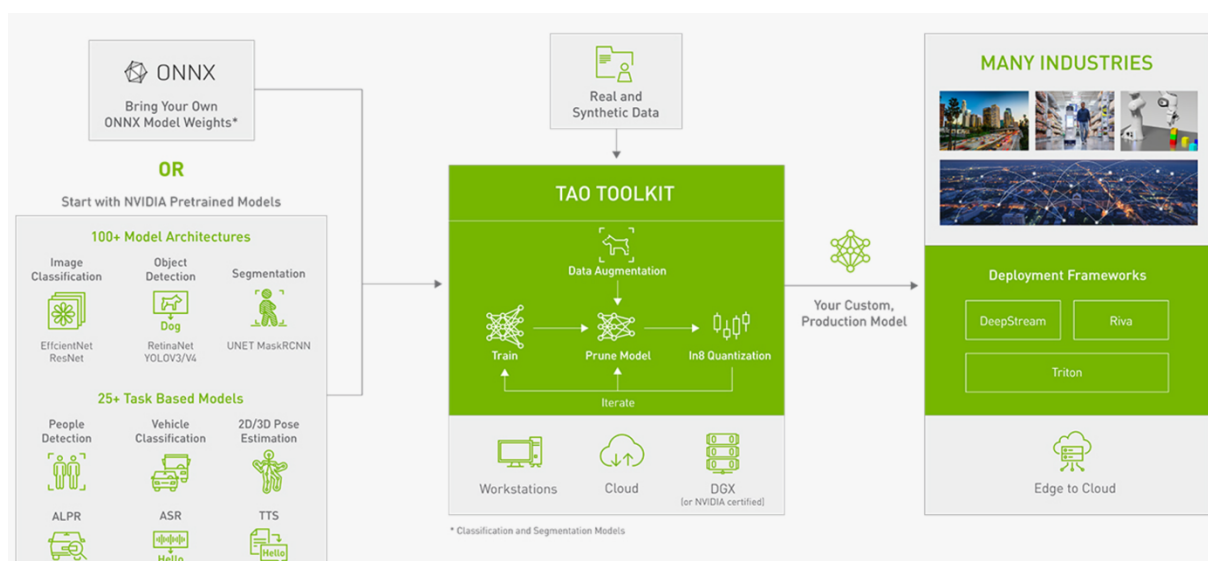 ONNX
Bring Your Own
ONNX Model Weights*
OR
Start with NVIDIA Pretrained Models
100+ Model Architectures
Image
Classification
Object
Detection
Segmentation
Dog
EffcientNet
ResNet
RetinaNet
YOLOV3/V4
UNET MaskRCNN
25+ Task Based Models
People
Detection
Vehicle
Classification
2D/3D Pose
Estimation
ALPR
ASR
TTS
Hello
Hello
Real and
Synthetic Data
TAO TOOLKIT
Data Augmentation
Train
Prune Model
In8 Quantization
Iterate
Workstations
Cloud
DGX
(or NVIDIA certified)
* Classification and Segmentation Models
Your Custom,
Production Model
MANY INDUSTRIES
Deployment Frameworks
DeepStream
Riva
Triton
Edge to Cloud